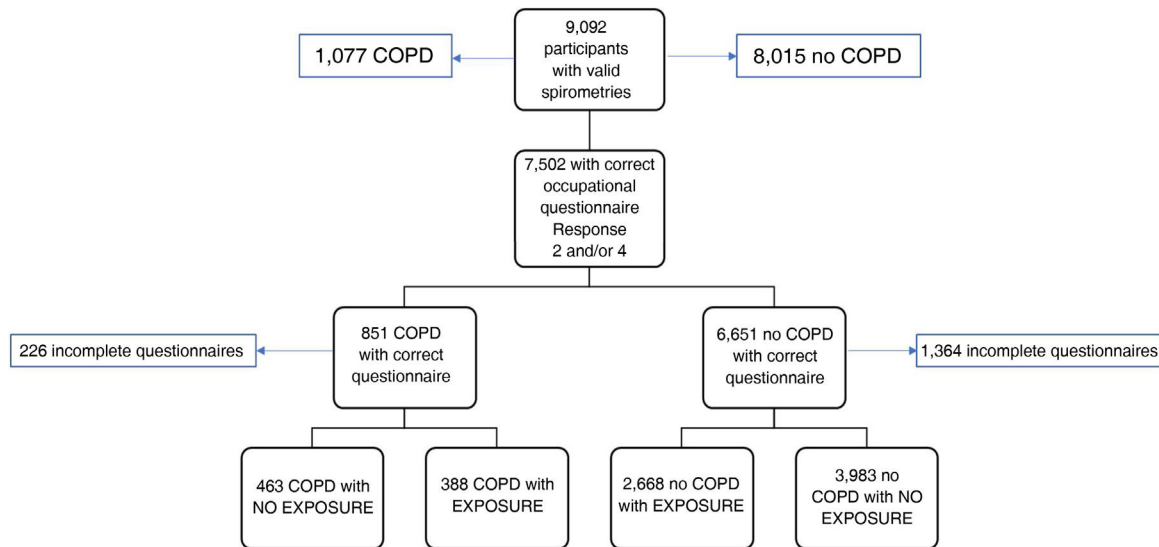 9,092
participants
with valid
spirometries
1,077 COPD
8,015 no COPD
7,502 with correct
occupational
questionnaire
Response
2 and/or 4
851 COPD
with correct
questionnaire
6,651 no COPD
with correct
questionnaire
226 incomplete questionnaires
1,364 incomplete questionnaires
463 COPD with
NO EXPOSURE
388 COPD with
EXPOSURE
2,668 no COPD
with EXPOSURE
3,983 no
COPD with NO
EXPOSURE